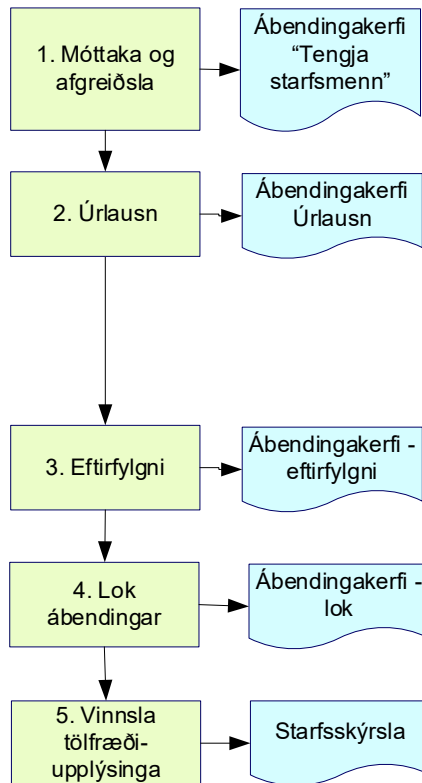 1. Móttaka og
afgreiðsla
Ábendingakerfi
“Tengja
starfsmenn”
2. Úrlausn
Ábendingakerfi
Úrlausn
3. Eftirfylgni
Ábendingakerfi -
eftirfylgni
4. Lok
ábendingar
Ábendingakerfi -
lok
5. Vinnsla
tölfræði-
upplýsinga
Starfsskýrsla